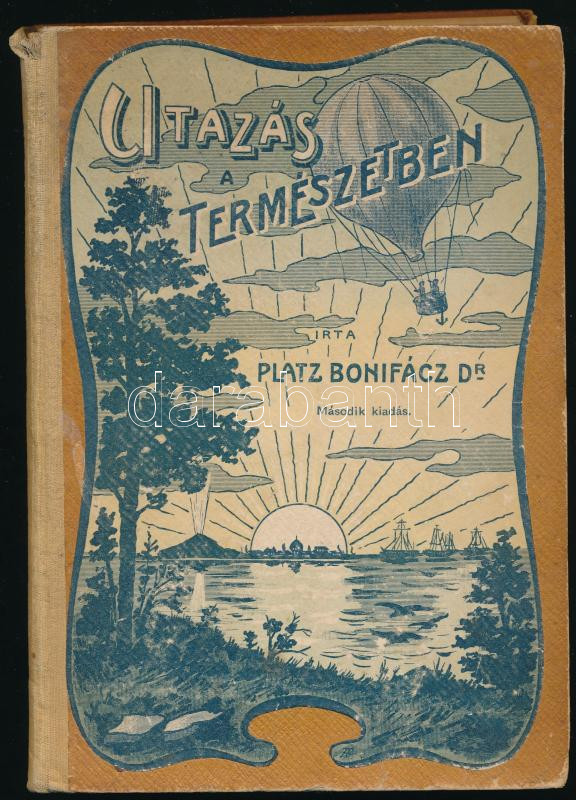 UTAZÁS
A
TERMÉSZETBEN
IRTA
PLATZ BONIFÁCZ DR
darabanth
Második kiadás.